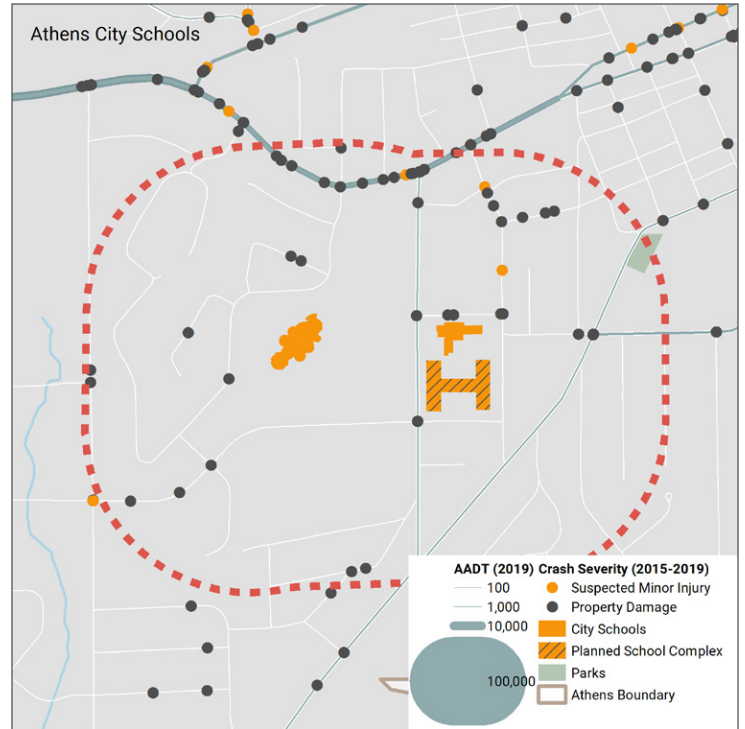 Athens City Schools
AADT (2019)
100
1,000
10,000
100,000
Crash Severity (2015-2019)
Suspected Minor Injury
Property Damage
City Schools
Planned School Complex
Parks
Athens Boundary